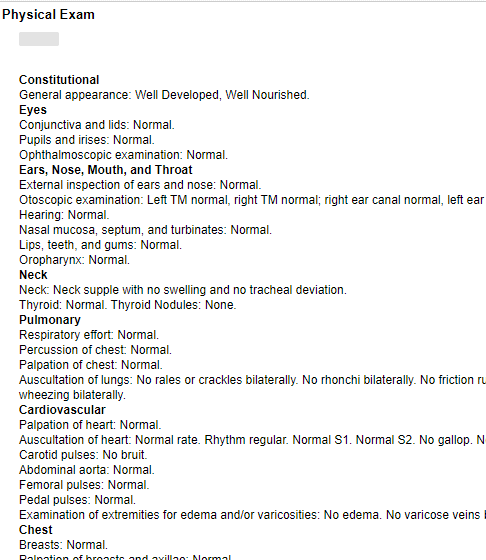 Physical Exam
Constitutional
General appearance: Well Developed, Well Nourished.
Eyes
Conjunctiva and lids: Normal.
Pupils and irises: Normal.
Ophthalmoscopic examination: Normal.
Ears, Nose, Mouth, and Throat
External inspection of ears and nose: Normal.
Otoscopic examination: Left TM normal, right TM normal; right ear canal normal, left ear
Hearing: Normal.
Nasal mucosa, septum, and turbinates: Normal.
Lips, teeth, and gums: Normal.
Oropharynx: Normal.
Neck
Neck: Neck supple with no swelling and no tracheal deviation.
Thyroid: Normal. Thyroid Nodules: None.
Pulmonary
Respiratory effort: Normal.
Percussion of chest: Normal.
Palpation of chest: Normal.
Auscultation of lungs: No rales or crackles bilaterally. No rhonchi bilaterally. No friction
wheezing bilaterally.
Cardiovascular
Palpation of heart: Normal.
Auscultation of heart: Normal rate. Rhythm regular. Normal S1. Normal S2. No gallop.
Carotid pulses: No bruit.
Abdominal aorta: Normal.
Femoral pulses: Normal.
Pedal pulses: Normal.
Examination of extremities for edema and/or varicosities: No edema. No varicose veins
Chest
Breasts: Normal.
Palpation of breasts and axillae: Normal.